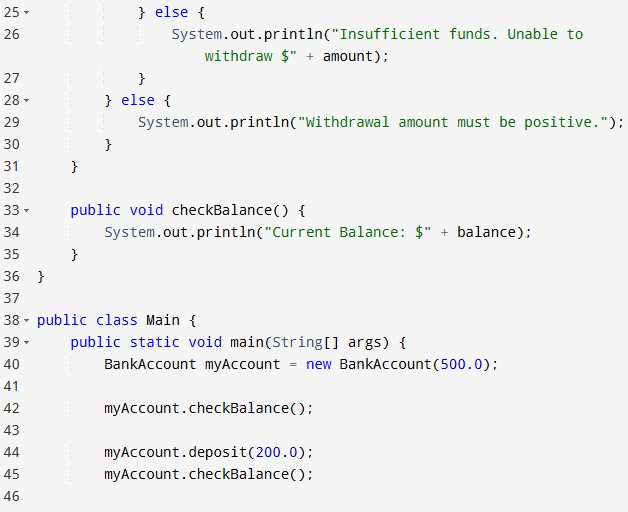 25 } else {
26 System.out.println("Insufficient funds. Unable to
withdraw $" + amount);
27 }
28 } else {
29 System.out.println("Withdrawal amount must be positive.");
30 }
31 }
32
33 public void checkBalance() {
34 System.out.println("Current Balance: $" + balance);
35 }
36 }
37
38 public class Main {
39 public static void main(String[] args) {
40 BankAccount myAccount = new BankAccount(500.0);
41
42 myAccount.checkBalance();
43
44 myAccount.deposit(200.0);
45 myAccount.checkBalance();
46